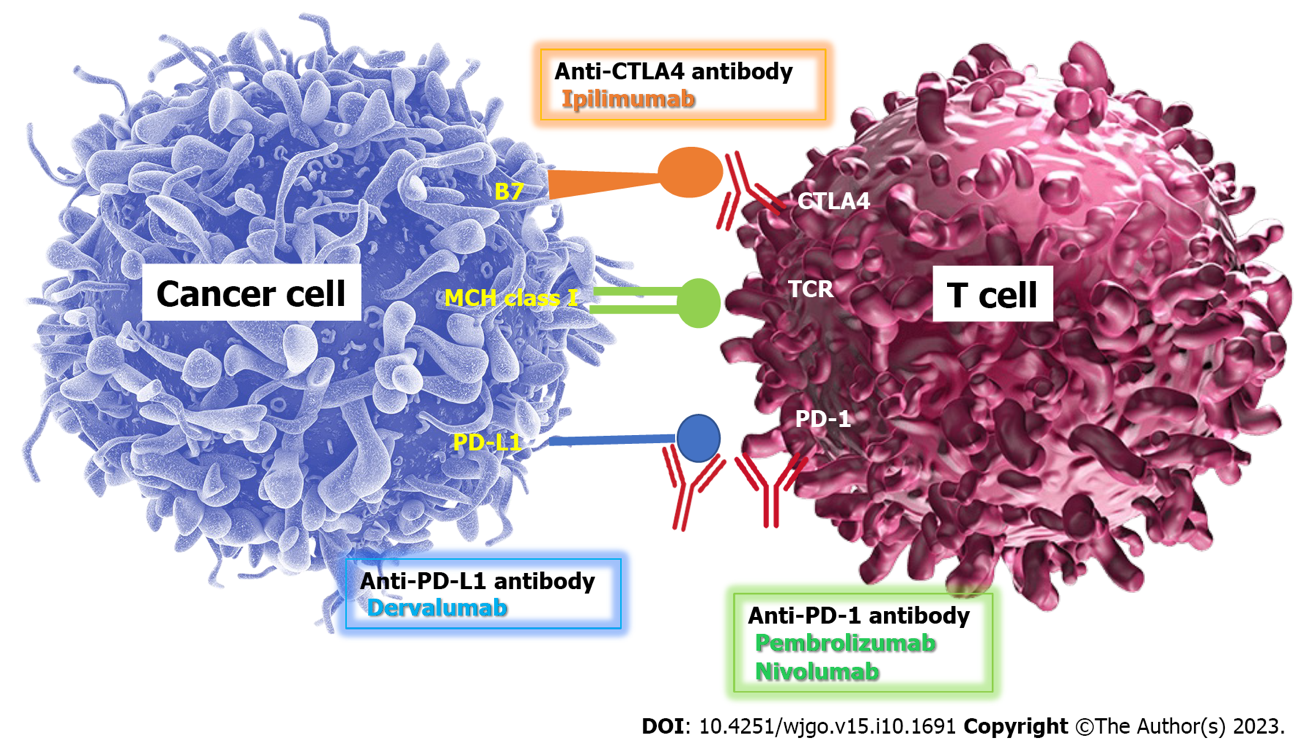 Anti-CTLA4 antibody
Ipilimumab
B7
CTLA4
Cancer cell
MCH class I
TCR
T cell
PD-L1
PD-1
Anti-PD-L1 antibody
Dervalumab
Anti-PD-1 antibody
Pembrolizumab
Nivolumab
DOI: 10.4251/wjgo.v15.i10.1691 Copyright ©The Author(s) 2023.